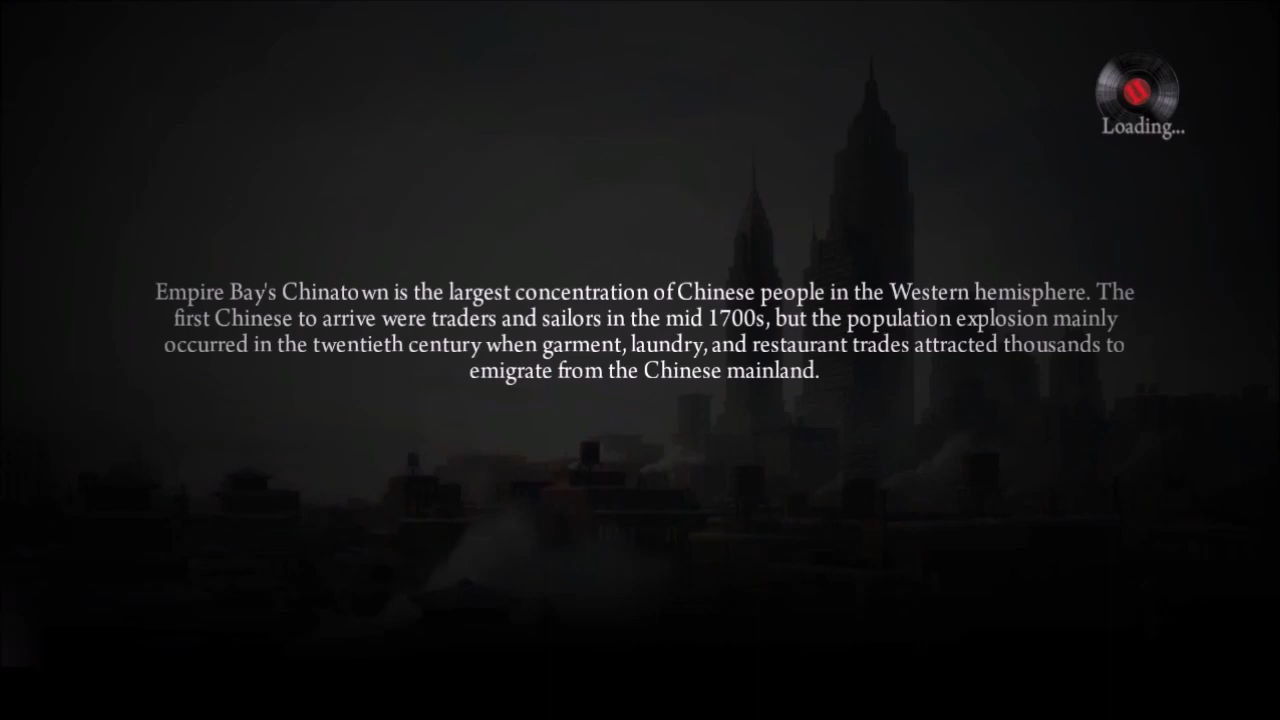 Loading...
Empire Bay's Chinatown is the largest concentration of Chinese people in the Western hemisphere. The
first Chinese to arrive were traders and sailors in the mid 1700s, but the population explosion mainly
occurred in the twentieth century when garment, laundry, and restaurant trades attracted thousands to
emigrate from the Chinese mainland.